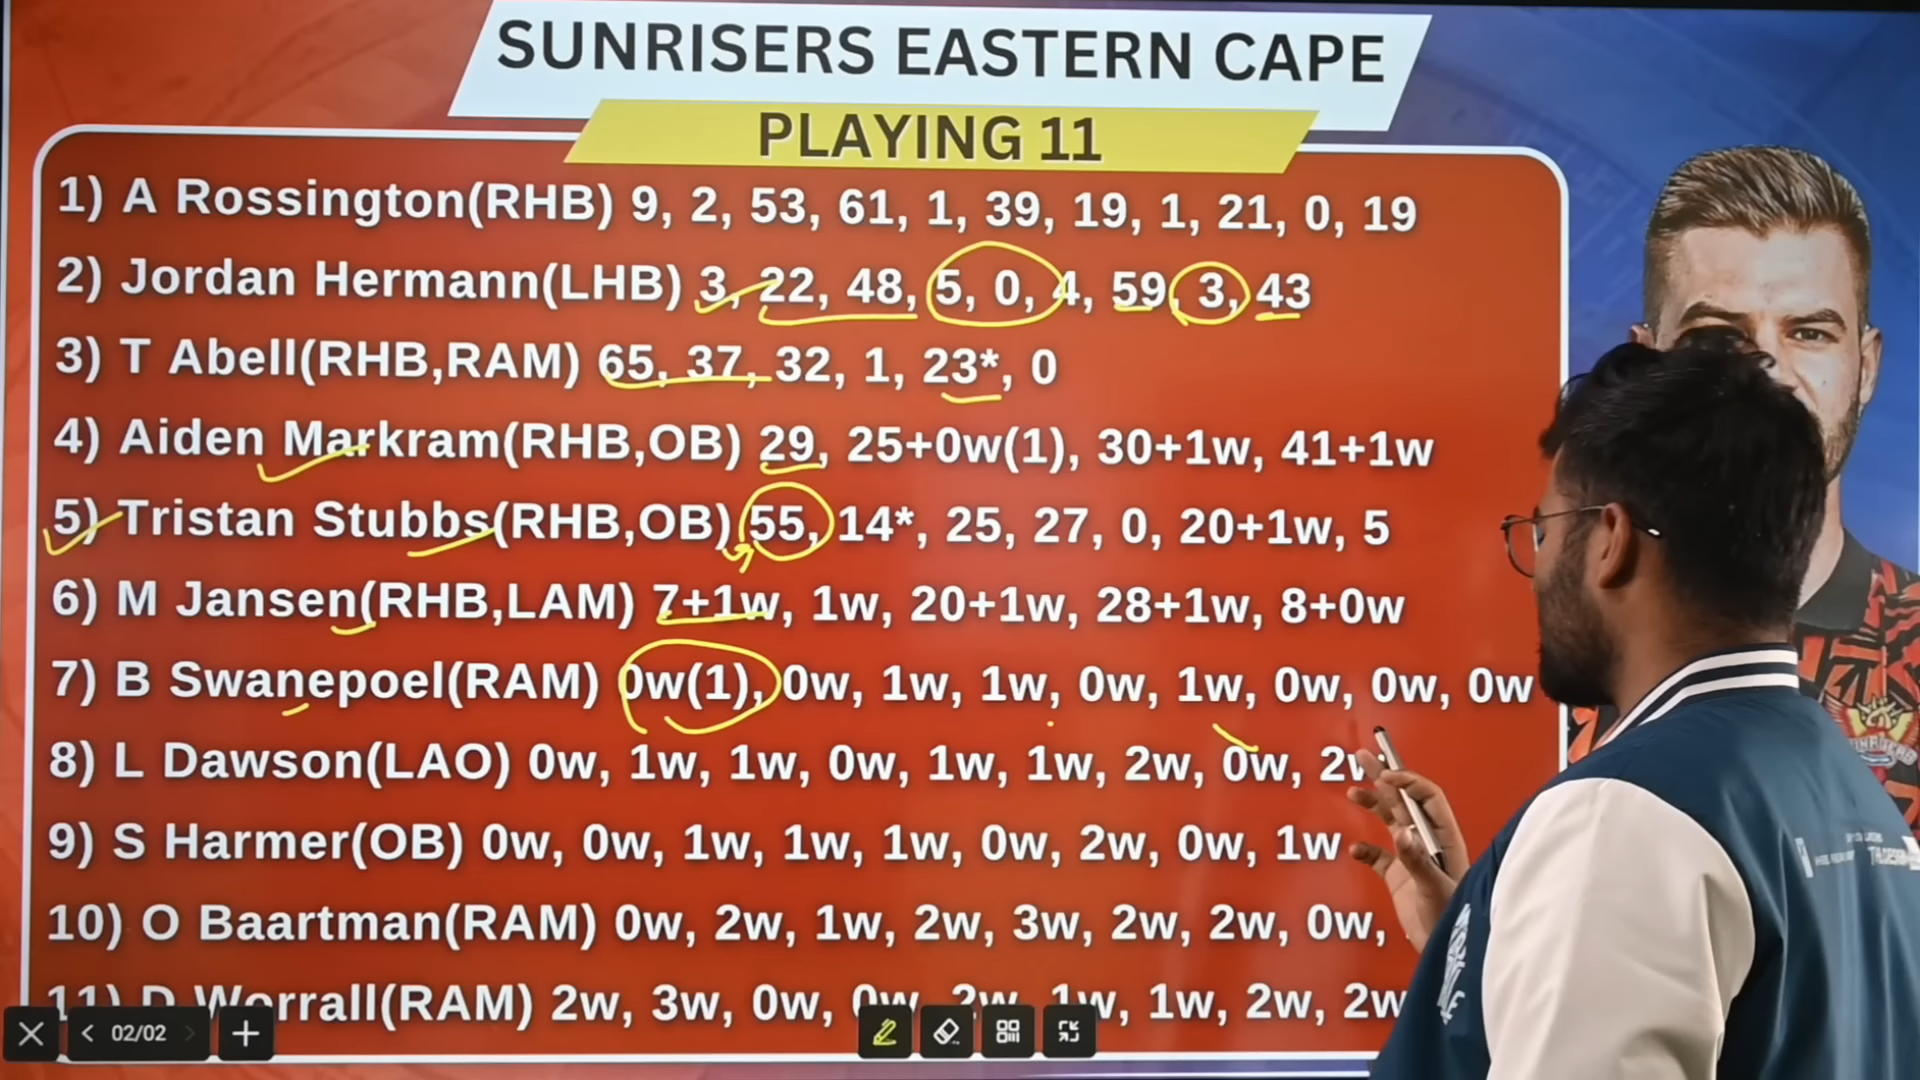 SUNRISERS EASTERN CAPE
PLAYING 11
1) A Rossington(RHB) 9, 2, 53, 61, 1, 39, 19, 1, 21, 0, 19
2) Jordan Hermann(LHB) 3, 22, 48, 5, 0, 4, 59, 3, 43
3) T Abell(RHB,RAM) 65, 37, 32, 1, 23*, 0
4) Aiden Markram(RHB,OB) 29, 25+0w(1), 30+1w, 41+1w
5) Tristan Stubbs(RHB,OB) 55, 14*, 25, 27, 0, 20+1w, 5
6) M Jansen(RHB,LAM) 7+1w, 1w, 20+1w, 28+1w, 8+0w
7) B Swanepoel(RAM) 0w(1), 0w, 1w, 1w, 0w, 1w, 0w, 0w, 0w
8) L Dawson(LAO) 0w, 1w, 1w, 0w, 1w, 1w, 2w, 0w, 2w
9) S Harmer(OB) 0w, 0w, 1w, 1w, 1w, 0w, 2w, 0w, 1w
10) O Baartman(RAM) 0w, 2w, 1w, 2w, 3w, 2w, 2w, 0w,
11) D Worrall(RAM) 2w, 3w, 0w, 0w, 2w, 1w, 1w, 2w, 2w
02/02